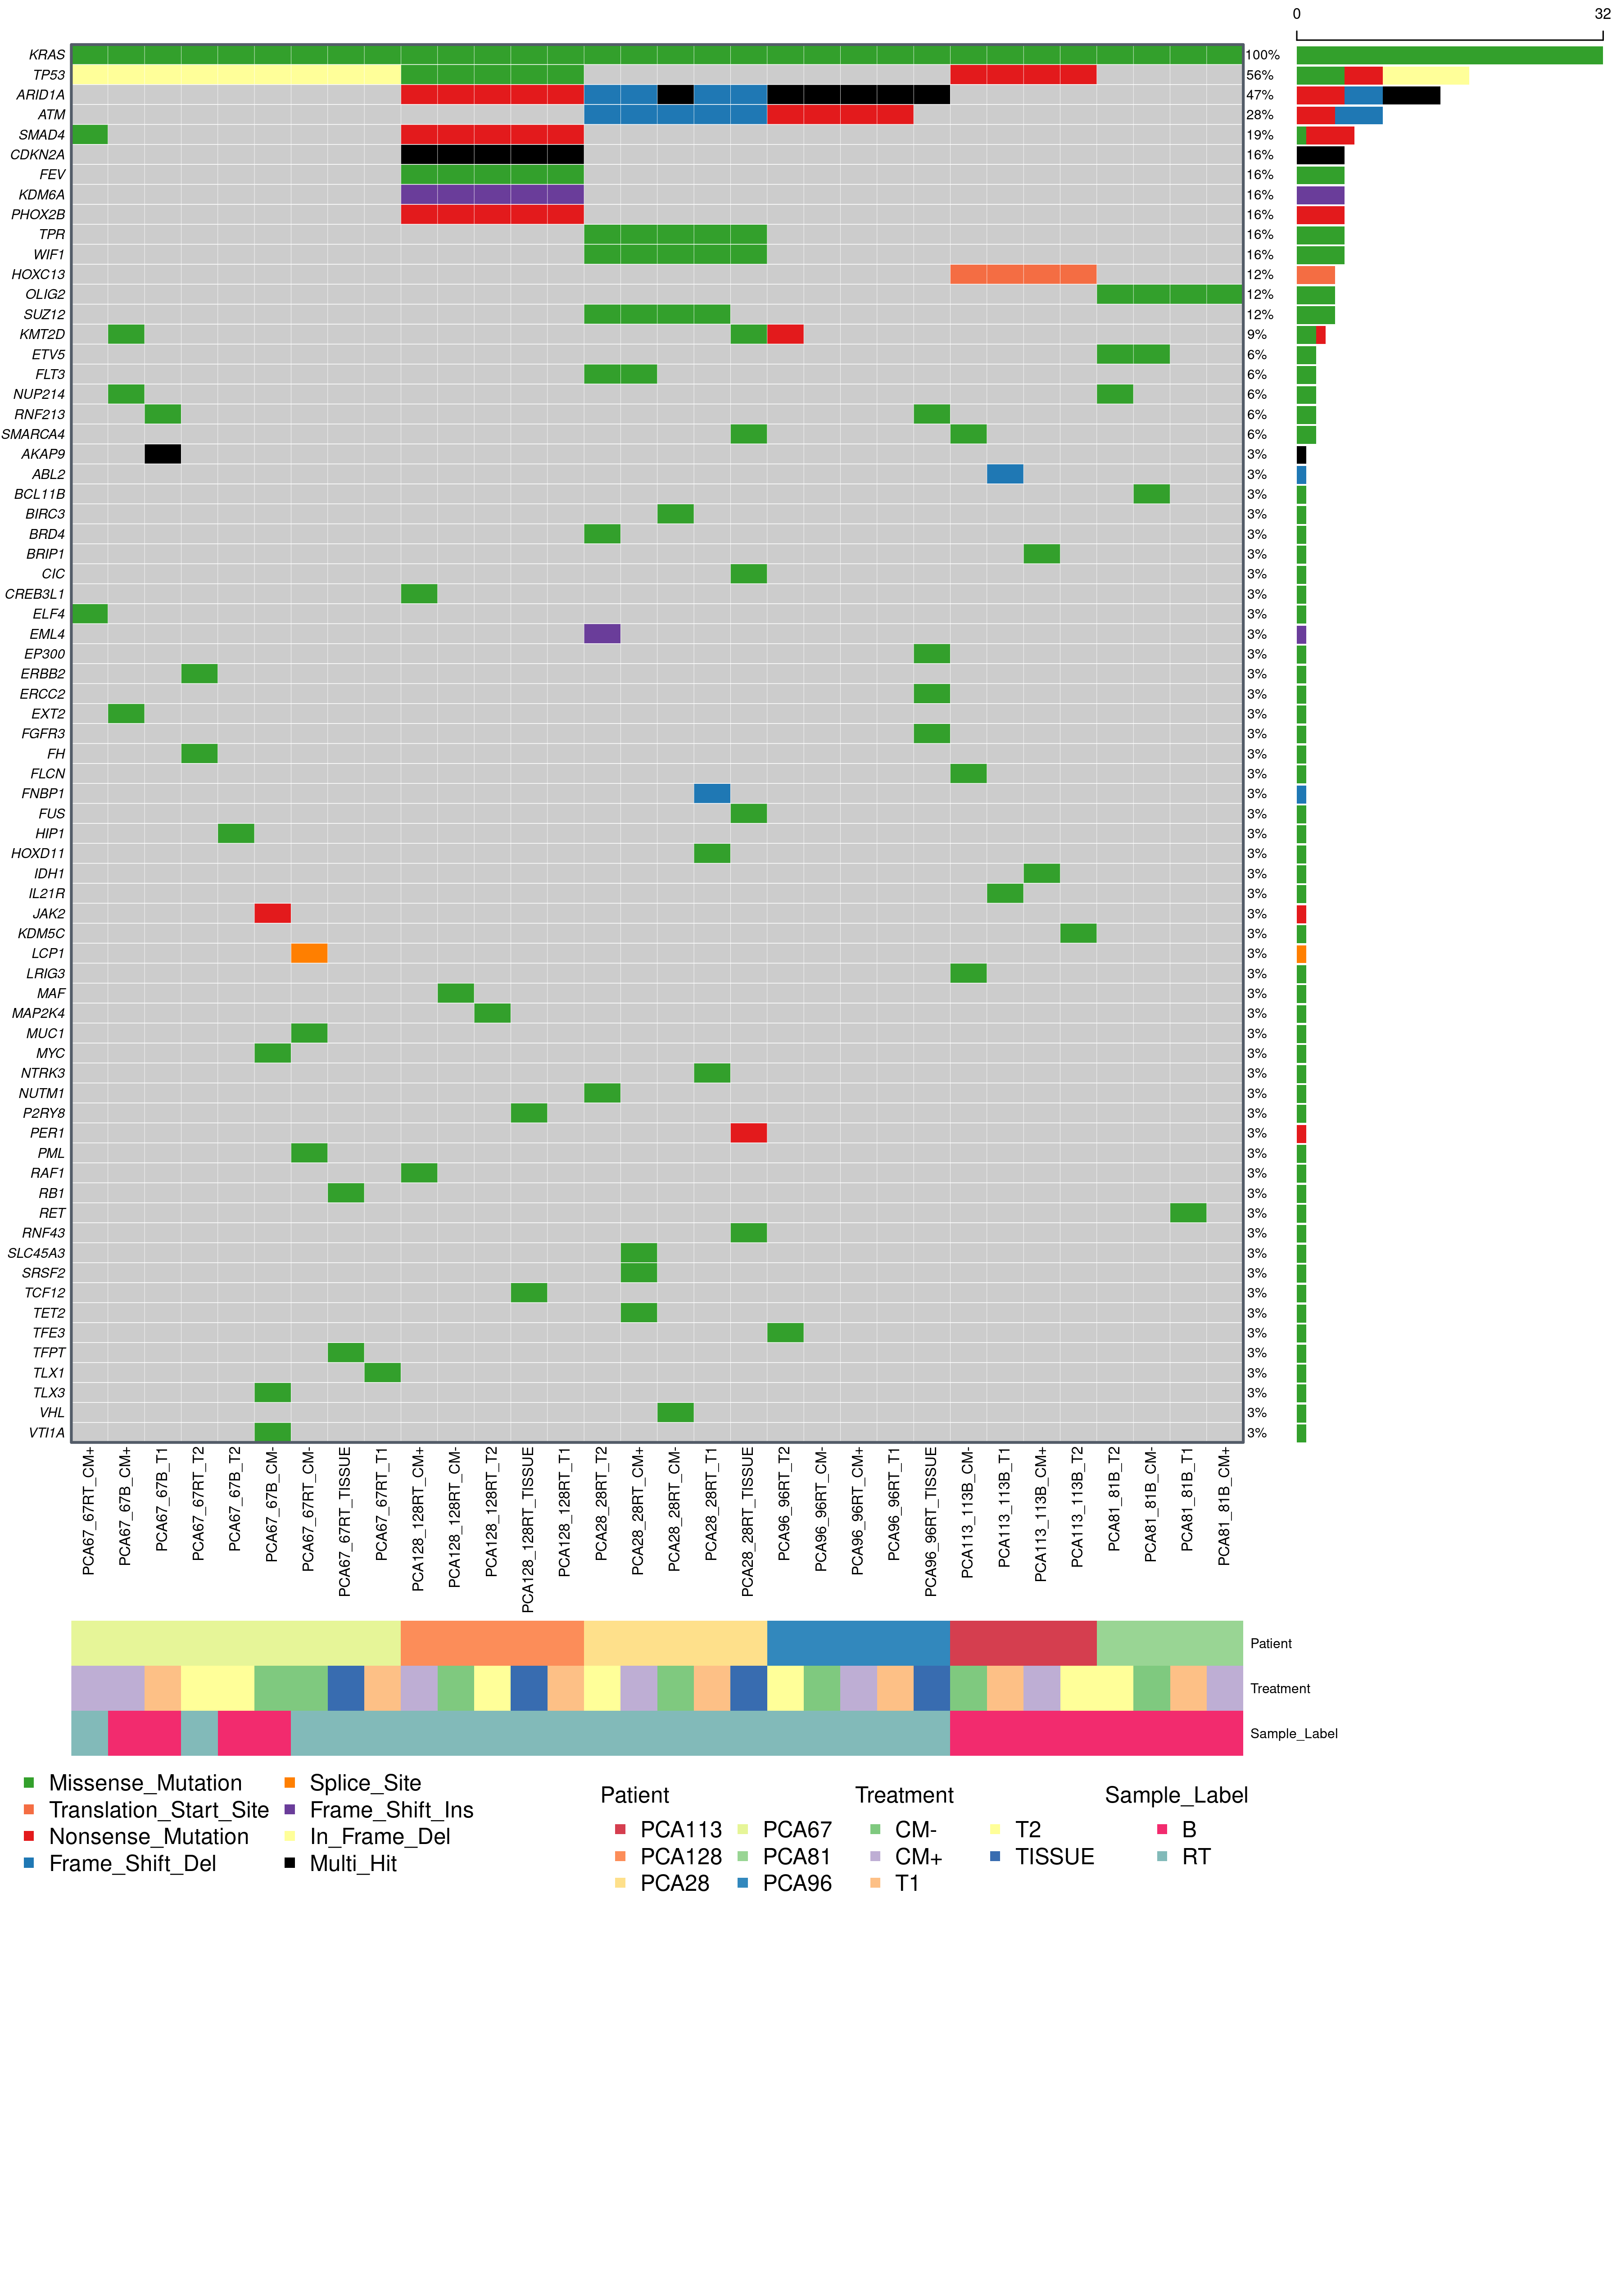 0 32
KRAS 100%
TP53 56%
ARID1A 47%
ATM 28%
SMAD4 19%
CDKN2A 16%
FEV 16%
KDM6A 16%
PHOX2B 16%
TPR 16%
WIF1 16%
HOXC13 12%
OLIG2 12%
SUZ12 12%
KMT2D 9%
ETV5 6%
FLT3 6%
NUP214 6%
RNF213 6%
SMARCA4 6%
AKAP9 3%
ABL2 3%
BCL11B 3%
BIRC3 3%
BRD4 3%
BRIP1 3%
CIC 3%
CREB3L1 3%
ELF4 3%
EML4 3%
EP300 3%
ERBB2 3%
ERCC2 3%
EXT2 3%
FGFR3 3%
FH 3%
FLCN 3%
FNBP1 3%
FUS 3%
HIP1 3%
HOXD11 3%
IDH1 3%
IL21R 3%
JAK2 3%
KDM5C 3%
LCP1 3%
LRIG3 3%
MAF 3%
MAP2K4 3%
MUC1 3%
MYC 3%
NTRK3 3%
NUTM1 3%
P2RY8 3%
PER1 3%
PML 3%
RAF1 3%
RB1 3%
RET 3%
RNF43 3%
SLC45A3 3%
SRSF2 3%
TCF12 3%
TET2 3%
TFE3 3%
TFPT 3%
TLX1 3%
TLX3 3%
VHL 3%
VTI1A 3%
PCA67_67RT_CM+
PCA67_67B_CM+
PCA67_67B_T1
PCA67_67RT_T2
PCA67_67B_T2
PCA67_67B_CM-
PCA67_67RT_CM-
PCA67_67RT_TISSUE
PCA67_67RT_T1
PCA128_128RT_CM+
PCA128_128RT_CM-
PCA128_128RT_T2
PCA128_128RT_TISSUE
PCA128_128RT_T1
PCA28_28RT_T2
PCA28_28RT_CM+
PCA28_28RT_CM-
PCA28_28RT_T1
PCA28_28RT_TISSUE
PCA96_96RT_T2
PCA96_96RT_CM-
PCA96_96RT_CM+
PCA96_96RT_T1
PCA96_96RT_TISSUE
PCA113_113B_CM-
PCA113_113B_T1
PCA113_113B_CM+
PCA113_113B_T2
PCA81_81B_T2
PCA81_81B_CM-
PCA81_81B_T1
PCA81_81B_CM+
Patient
Treatment
Sample_Label
Missense_Mutation Splice_Site
Translation_Start_Site Frame_Shift_Ins
Nonsense_Mutation In_Frame_Del
Frame_Shift_Del Multi_Hit
Patient Treatment Sample_Label
PCA113 PCA67 CM- T2 B
PCA128 PCA81 CM+ TISSUE RT
PCA28 PCA96 T1